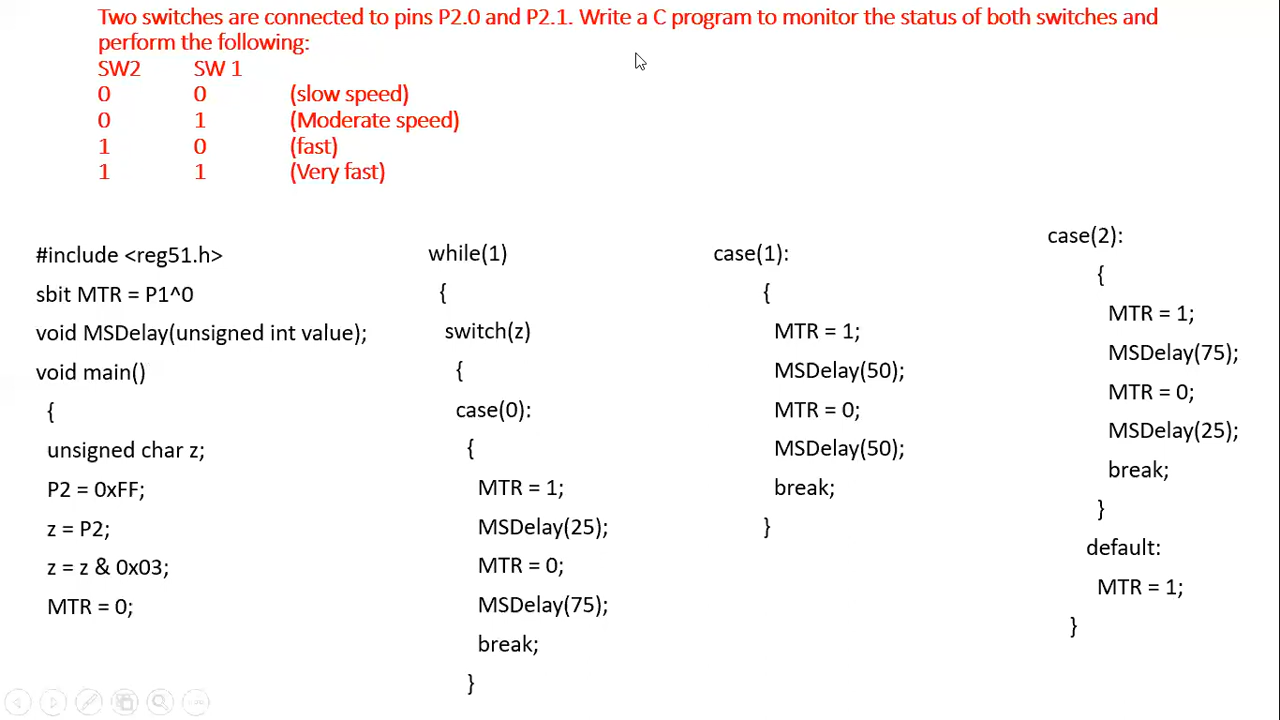 Two switches are connected to pins P2.0 and P2.1. Write a C program to monitor the status of both switches and
perform the following:
SW2 SW 1
0 0 (slow speed)
0 1 (Moderate speed)
1 0 (fast)
1 1 (Very fast)
#include <reg51.h>
sbit MTR = P1^0
void MSDelay(unsigned int value);
void main()
{
unsigned char z;
P2 = 0xFF;
z = P2;
z = z & 0x03;
MTR = 0;
while(1)
{
switch(z)
{
case(0):
{
MTR = 1;
MSDelay(25);
MTR = 0;
MSDelay(75);
break;
}
case(1):
{
MTR = 1;
MSDelay(50);
MTR = 0;
MSDelay(50);
break;
}
case(2):
{
MTR = 1;
MSDelay(75);
MTR = 0;
MSDelay(25);
break;
}
default:
MTR = 1;
}